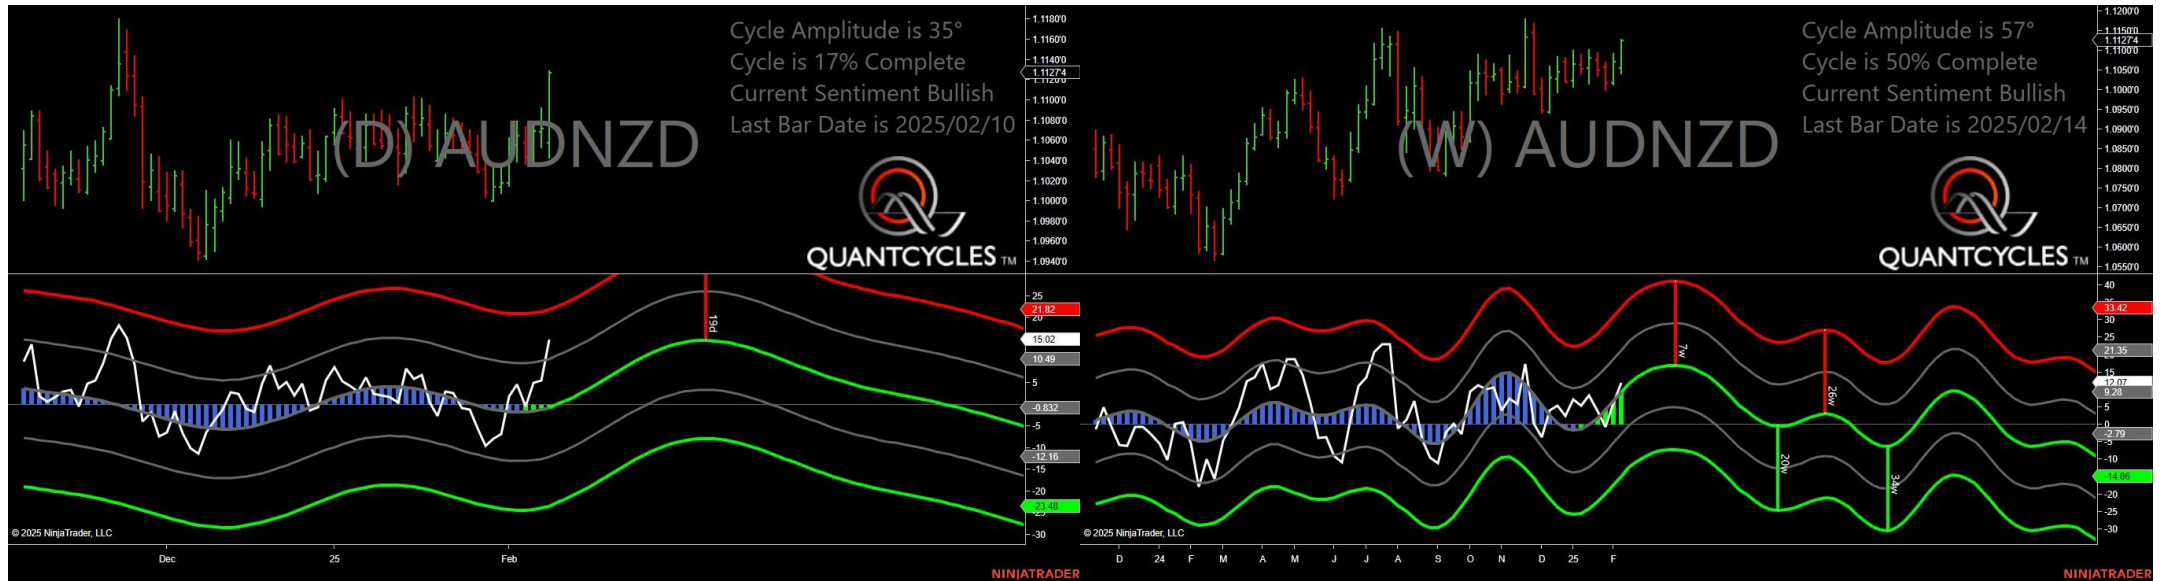 Cycle Amplitude is 35°
Cycle is 17% Complete
Current Sentiment Bullish
Last Bar Date is 2025/02/10
(D) AUDNZD
QUANTCYCLES TM
1.1180'0
1.1160'0
1.1140'0
1.1127'4
1.1120'0
1.1100'0
1.1080'0
1.1060'0
1.1040'0
1.1020'0
1.1000'0
1.0980'0
1.0960'0
1.0940'0
19d
25
21.82
20
15.02
10.49
5
-0.832
-5
-10
-12.16
-15
-20
-23.48
-25
-30
© 2025 NinjaTrader, LLC
Dec
25
Feb
NINJATRADER
Cycle Amplitude is 57°
Cycle is 50% Complete
Current Sentiment Bullish
Last Bar Date is 2025/02/14
(W) AUDNZD
QUANTCYCLES TM
1.1200'0
1.1150'0
1.1127'4
1.1100'0
1.1050'0
1.1000'0
1.0950'0
1.0900'0
1.0850'0
1.0800'0
1.0750'0
1.0700'0
1.0650'0
1.0600'0
1.0550'0
7w
26w
20w
34w
40
35
33.42
30
25
21.35
15
12.07
9.28
5
0
-2.79
-5
-10
-14.86
-20
-25
-30
© 2025 NinjaTrader, LLC
D
24
F
M
A
M
J
J
A
S
O
N
D
25
F
NINJATRADER